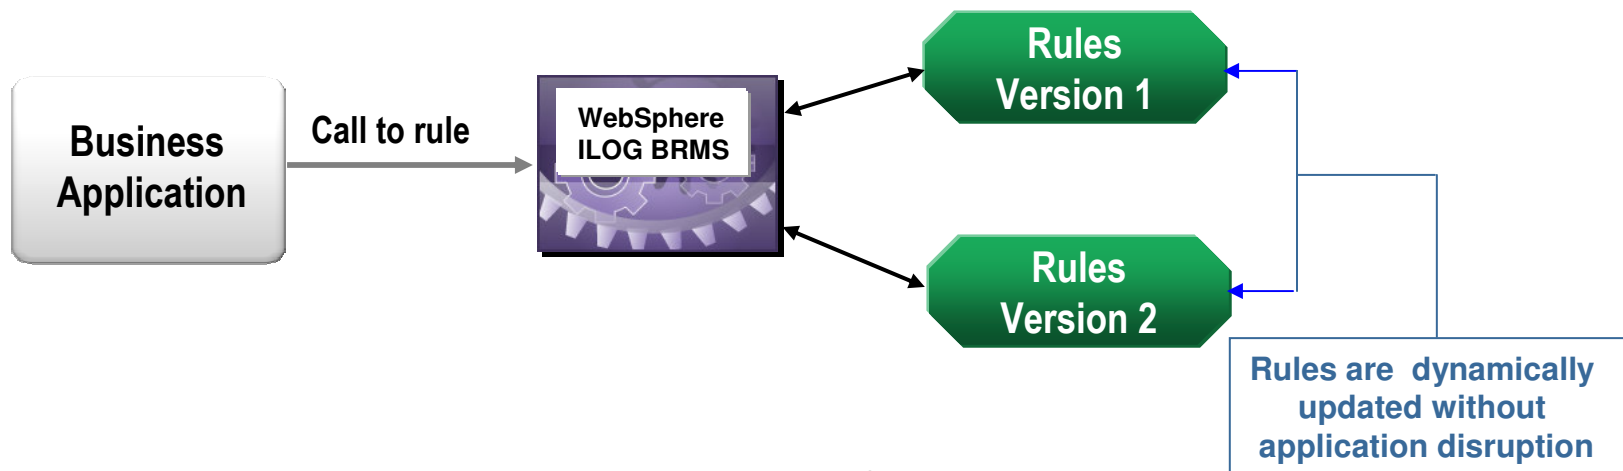 Business
Application
Call to rule
WebSphere
ILOG BRMS
Rules
Version 1
Rules
Version 2
Rules are  dynamically
updated without
application disruption